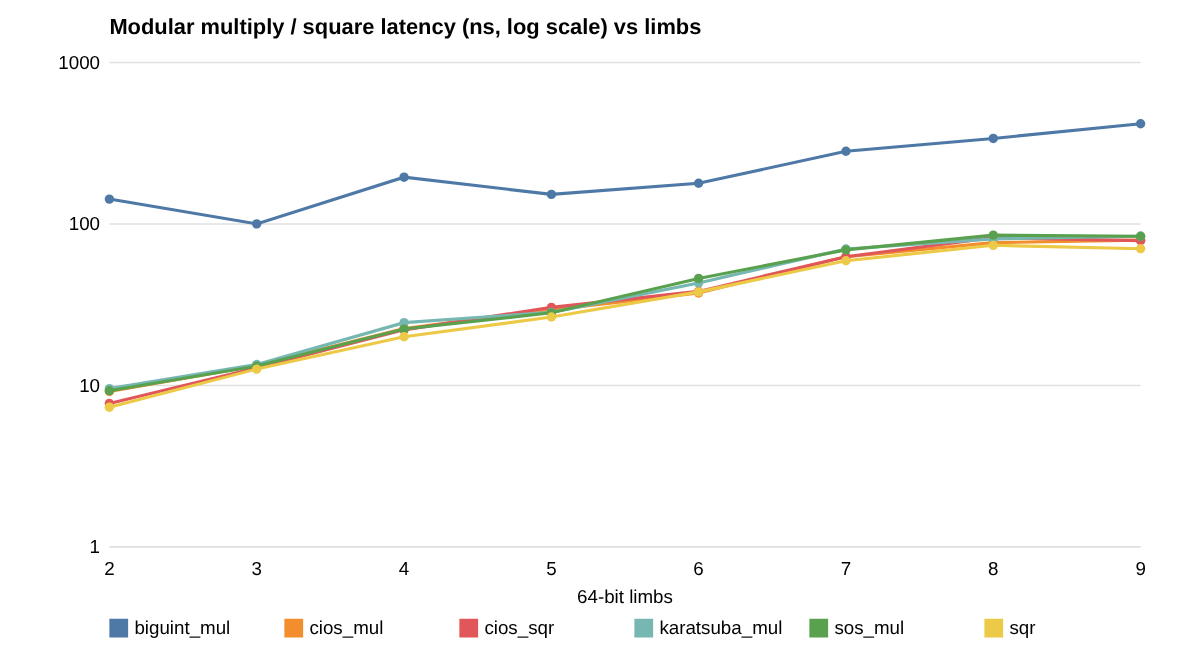 Modular multiply / square latency (ns, log scale) vs limbs
1000
100
10
1
2 3 4 5 6 7 8 9
64-bit limbs
biguint_mul cios_mul cios_sqr karatsuba_mul sos_mul sqr